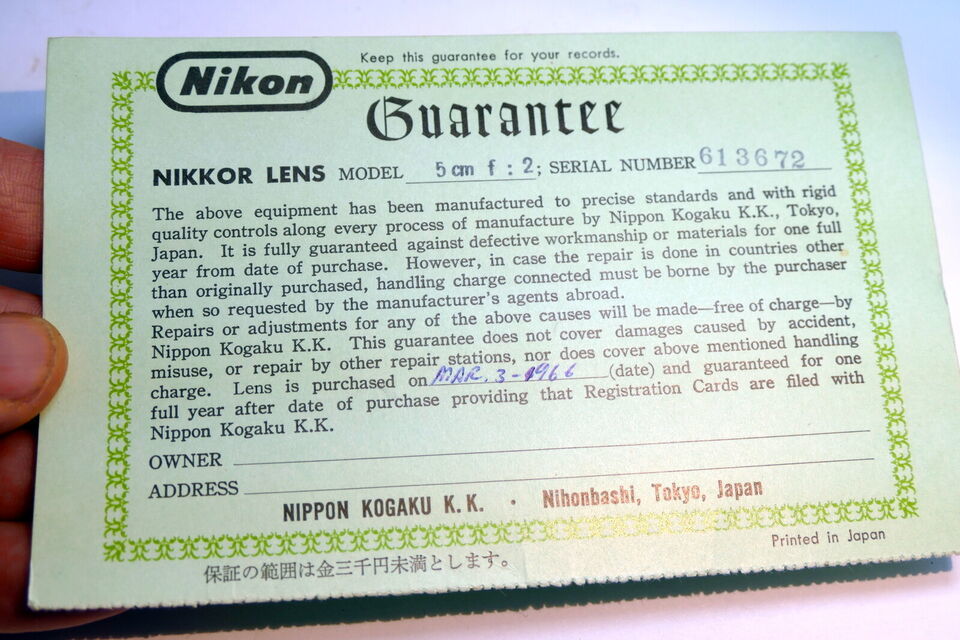 Keep this guarantee for your records.
Nikon
Guarantee
NIKKOR LENS MODEL 5cm f : 2; SERIAL NUMBER 613672
The above equipment has been manufactured to precise standards and with rigid
quality controls along every process of manufacture by Nippon Kogaku K.K., Tokyo,
Japan. It is fully guaranteed against defective workmanship or materials for one full
year from date of purchase. However, in case the repair is done in countries other
than originally purchased, handling charge connected must be borne by the purchaser
when so requested by the manufacturer's agents abroad.
Repairs or adjustments for any of the above causes will be made—free of charge—by
Nippon Kogaku K.K. This guarantee does not cover damages caused by accident,
misuse, or repair by other repair stations, nor does cover above mentioned handling
charge. Lens is purchased on MAR. 3-1966 (date) and guaranteed for one
full year after date of purchase providing that Registration Cards are filed with
Nippon Kogaku K.K.
OWNER
ADDRESS
NIPPON KOGAKU K.K. · Nihonbashi, Tokyo, Japan
Printed in Japan
保証の範囲は金三千円未満とします。